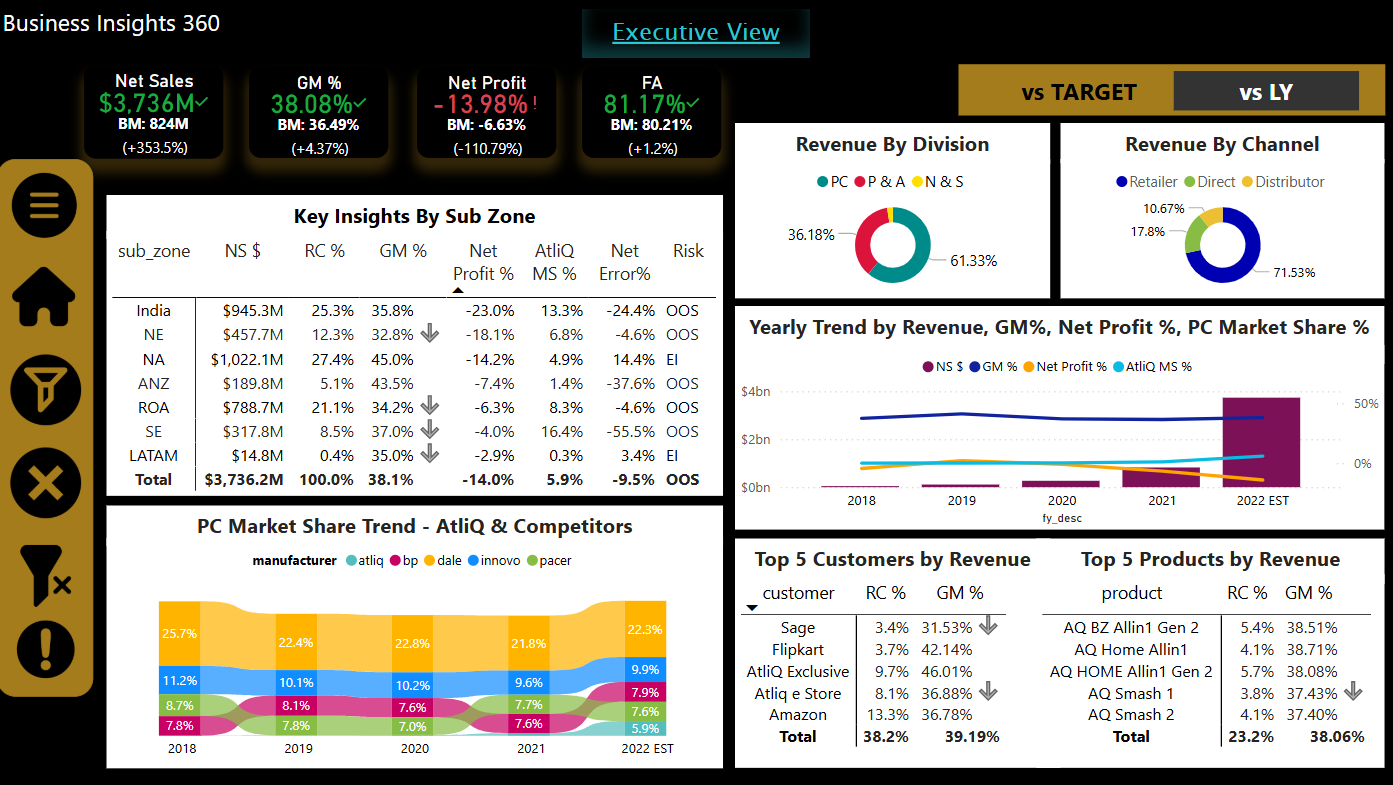 Business Insights 360
Executive View
Net Sales
$3,736M
BM: 824M
(+353.5%)
GM %
38.08%
BM: 36.49%
(+4.37%)
Net Profit
-13.98% !
BM: -6.63%
(-110.79%)
FA
81.17%
BM: 80.21%
(+1.2%)
vs TARGET
vs LY
Key Insights By Sub Zone
sub_zone NS $ RC % GM % Net Profit % AtliQ MS % Net Error% Risk
India $945.3M 25.3% 35.8% -23.0% 13.3% -24.4% OOS
NE $457.7M 12.3% 32.8% -18.1% 6.8% -4.6% OOS
NA $1,022.1M 27.4% 45.0% -14.2% 4.9% 14.4% EI
ANZ $189.8M 5.1% 43.5% -7.4% 1.4% -37.6% OOS
ROA $788.7M 21.1% 34.2% -6.3% 8.3% -4.6% OOS
SE $317.8M 8.5% 37.0% -4.0% 16.4% -55.5% OOS
LATAM $14.8M 0.4% 35.0% -2.9% 0.3% 3.4% EI
Total $3,736.2M 100.0% 38.1% -14.0% 5.9% -9.5% OOS
Revenue By Division
PC P & A N & S
36.18%
61.33%
Revenue By Channel
Retailer Direct Distributor
10.67%
17.8%
71.53%
Yearly Trend by Revenue, GM%, Net Profit %, PC Market Share %
NS $ GM % Net Profit % AtliQ MS %
$4bn
50%
$2bn
0%
$0bn
2018 2019 2020 2021 2022 EST
fy_desc
PC Market Share Trend - AtliQ & Competitors
manufacturer atliq bp dale innovo pacer
25.7% 22.4% 22.8% 21.8% 22.3%
11.2% 10.1% 10.2% 9.6% 9.9%
8.7% 8.1% 7.6% 7.7% 7.9%
7.8% 7.8% 7.0% 7.6% 7.6%
5.9%
2018 2019 2020 2021 2022 EST
Top 5 Customers by Revenue
customer RC % GM %
Sage 3.4% 31.53%
Flipkart 3.7% 42.14%
AtliQ Exclusive 9.7% 46.01%
Atliq e Store 8.1% 36.88%
Amazon 13.3% 36.78%
Total 38.2% 39.19%
Top 5 Products by Revenue
product RC % GM %
AQ BZ Allin1 Gen 2 5.4% 38.51%
AQ Home Allin1 4.1% 38.71%
AQ HOME Allin1 Gen 2 5.7% 38.08%
AQ Smash 1 3.8% 37.43%
AQ Smash 2 4.1% 37.40%
Total 23.2% 38.06%